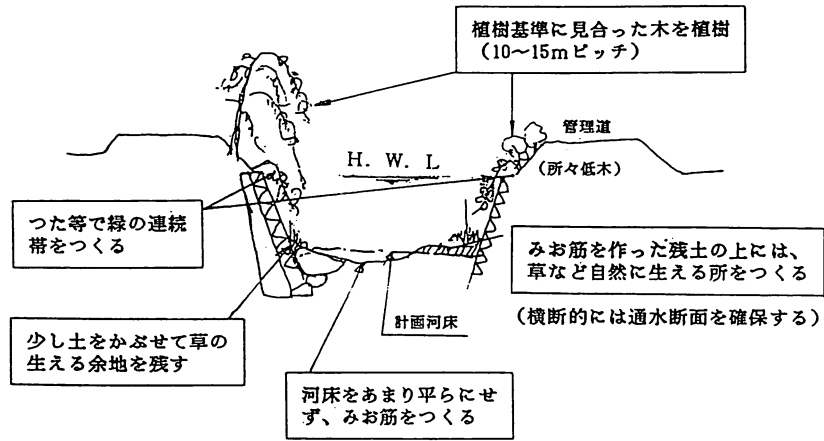 植樹基準に見合った木を植樹
(10〜15mピッチ)
管理道
H. W. L
(所々低木)
つた等で緑の連続
帯をつくる
みお筋を作った残土の上には、
草など自然に生える所をつくる
(横断的には通水断面を確保する)
計画河床
少し土をかぶせて草の
生える余地を残す
河床をあまり平らにせ
ず、みお筋をつくる